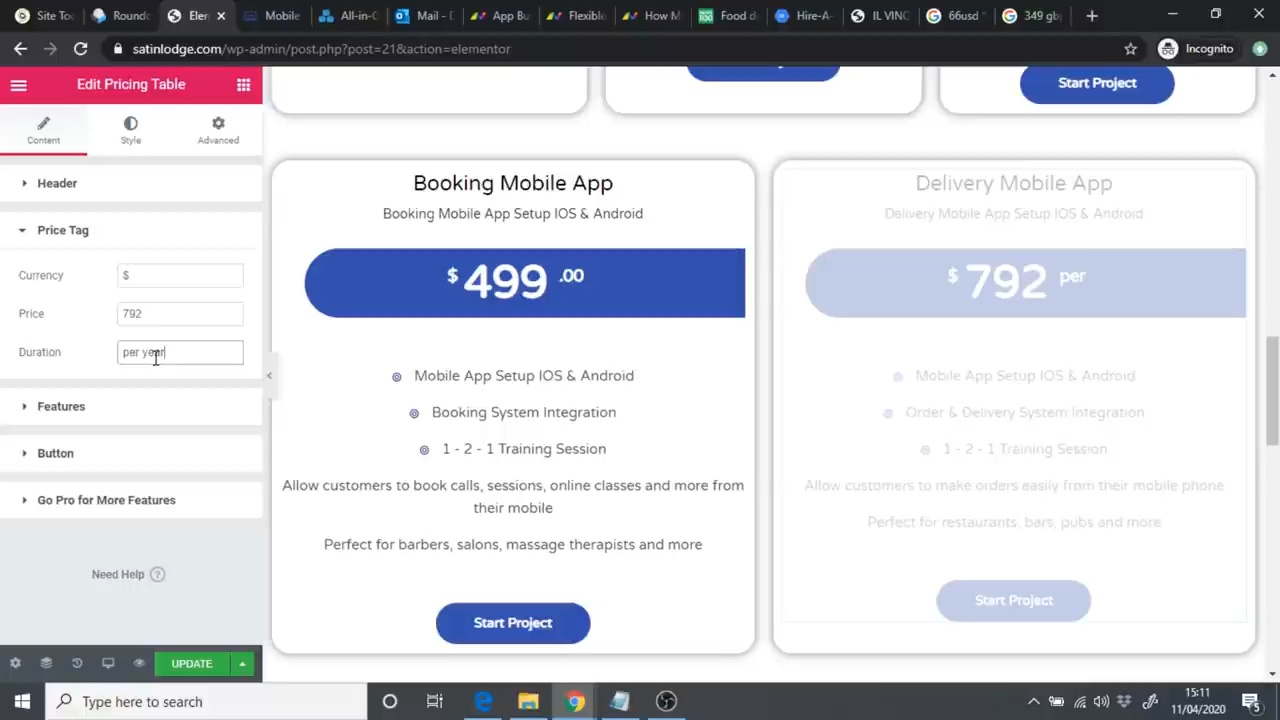 Site Too
Rounde
Elem
Mobile
All-in-C
Mail - D
App Bu
Flexible
How M
Food de
Hire-A-
IL VINC
66usd
349 gb
satinlodge.com/wp-admin/post.php?post=21&action=elementor
Incognito
Edit Pricing Table
Content
Style
Advanced
Header
Price Tag
Currency
$
Price
792
Duration
per year
Features
Button
Go Pro for More Features
Need Help ?
UPDATE
Start Project
Booking Mobile App
Booking Mobile App Setup IOS & Android
$ 499 .00
Mobile App Setup IOS & Android
Booking System Integration
1 - 2 - 1 Training Session
Allow customers to book calls, sessions, online classes and more from
their mobile
Perfect for barbers, salons, massage therapists and more
Start Project
Delivery Mobile App
Delivery Mobile App Setup IOS & Android
$ 792 per
Mobile App Setup IOS & Android
Order & Delivery System Integration
1 - 2 - 1 Training Session
Allow customers to make orders easily from their mobile phone
Perfect for restaurants, bars, pubs and more
Start Project
Type here to search
15:11
11/04/2020
5